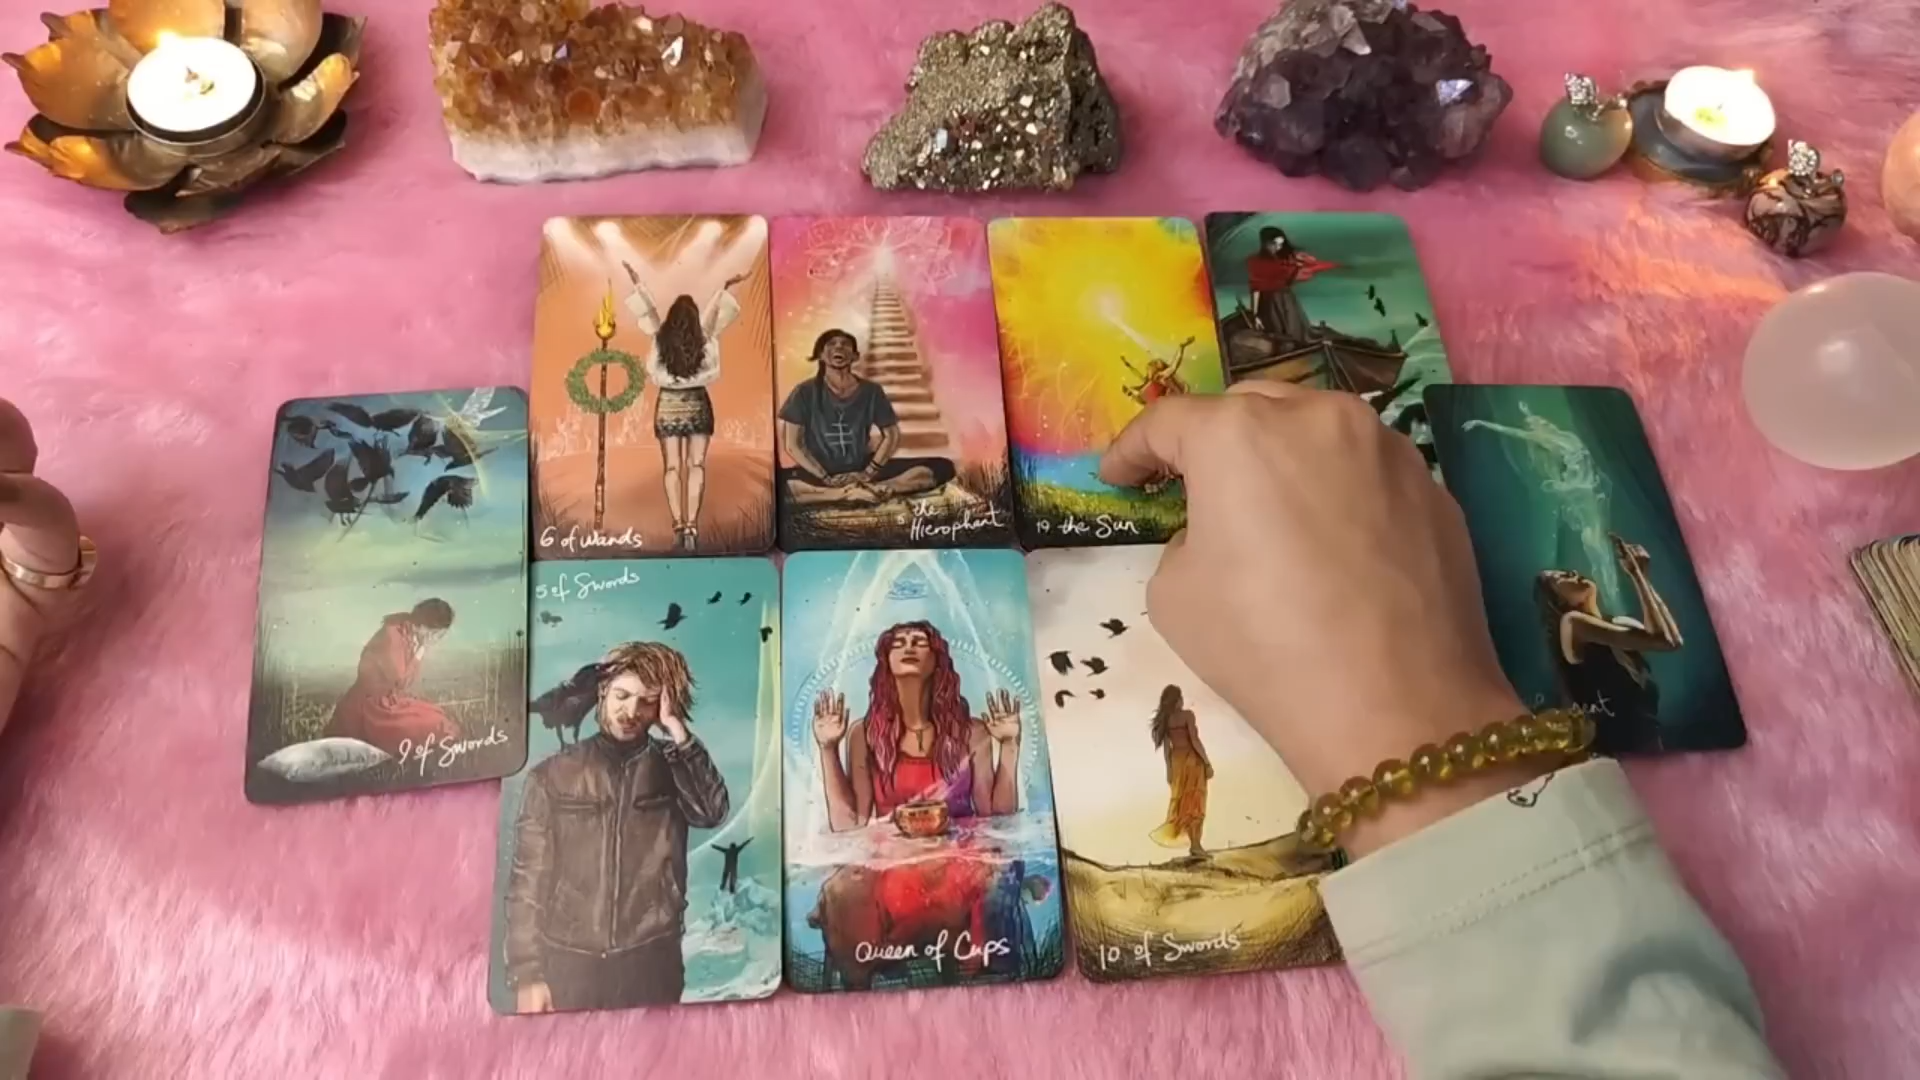 6 of wands
5 the
Hierophant
19 the Sun
9 of Swords
5 of Swords
Queen of Cups
10 of Swords